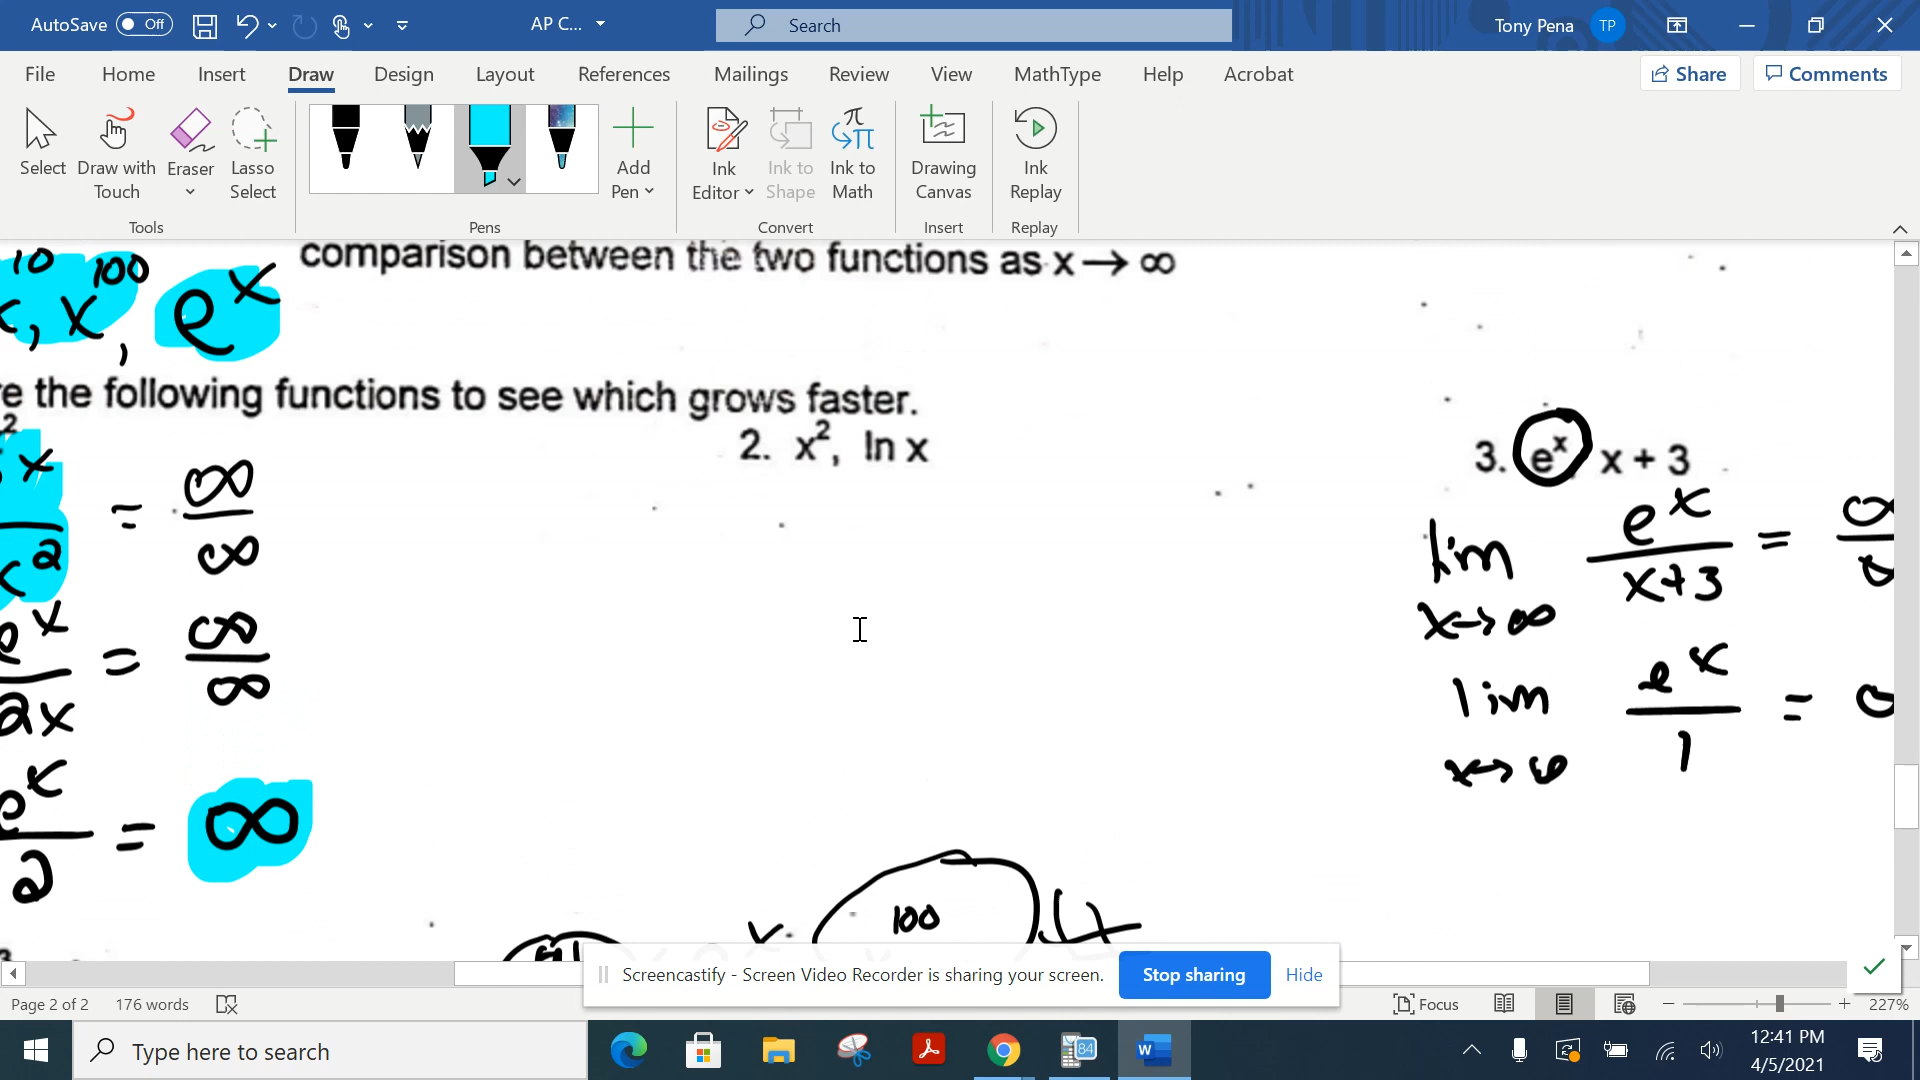 AutoSave Off AP C... Search Tony Pena TP
File Home Insert Draw Design Layout References Mailings Review View MathType Help Acrobat Share Comments
Select Draw with Touch Eraser Lasso Select Add Pen Ink Editor Ink to Shape Ink to Math Drawing Canvas Ink Replay
Tools Pens Convert Insert Replay
comparison between the two functions as x → ∞
x^10, x^100, e^x
the following functions to see which grows faster.
2. x², ln x
3. e^x x + 3
= ∞/∞
lim x→∞ e^x/(x+3) =
e^x/2x = ∞/∞
lim x→∞ e^x/1 =
e^x/2 = ∞
100
Screencastify - Screen Video Recorder is sharing your screen. Stop sharing Hide
Page 2 of 2 176 words Focus 227%
Type here to search 84 12:41 PM
4/5/2021